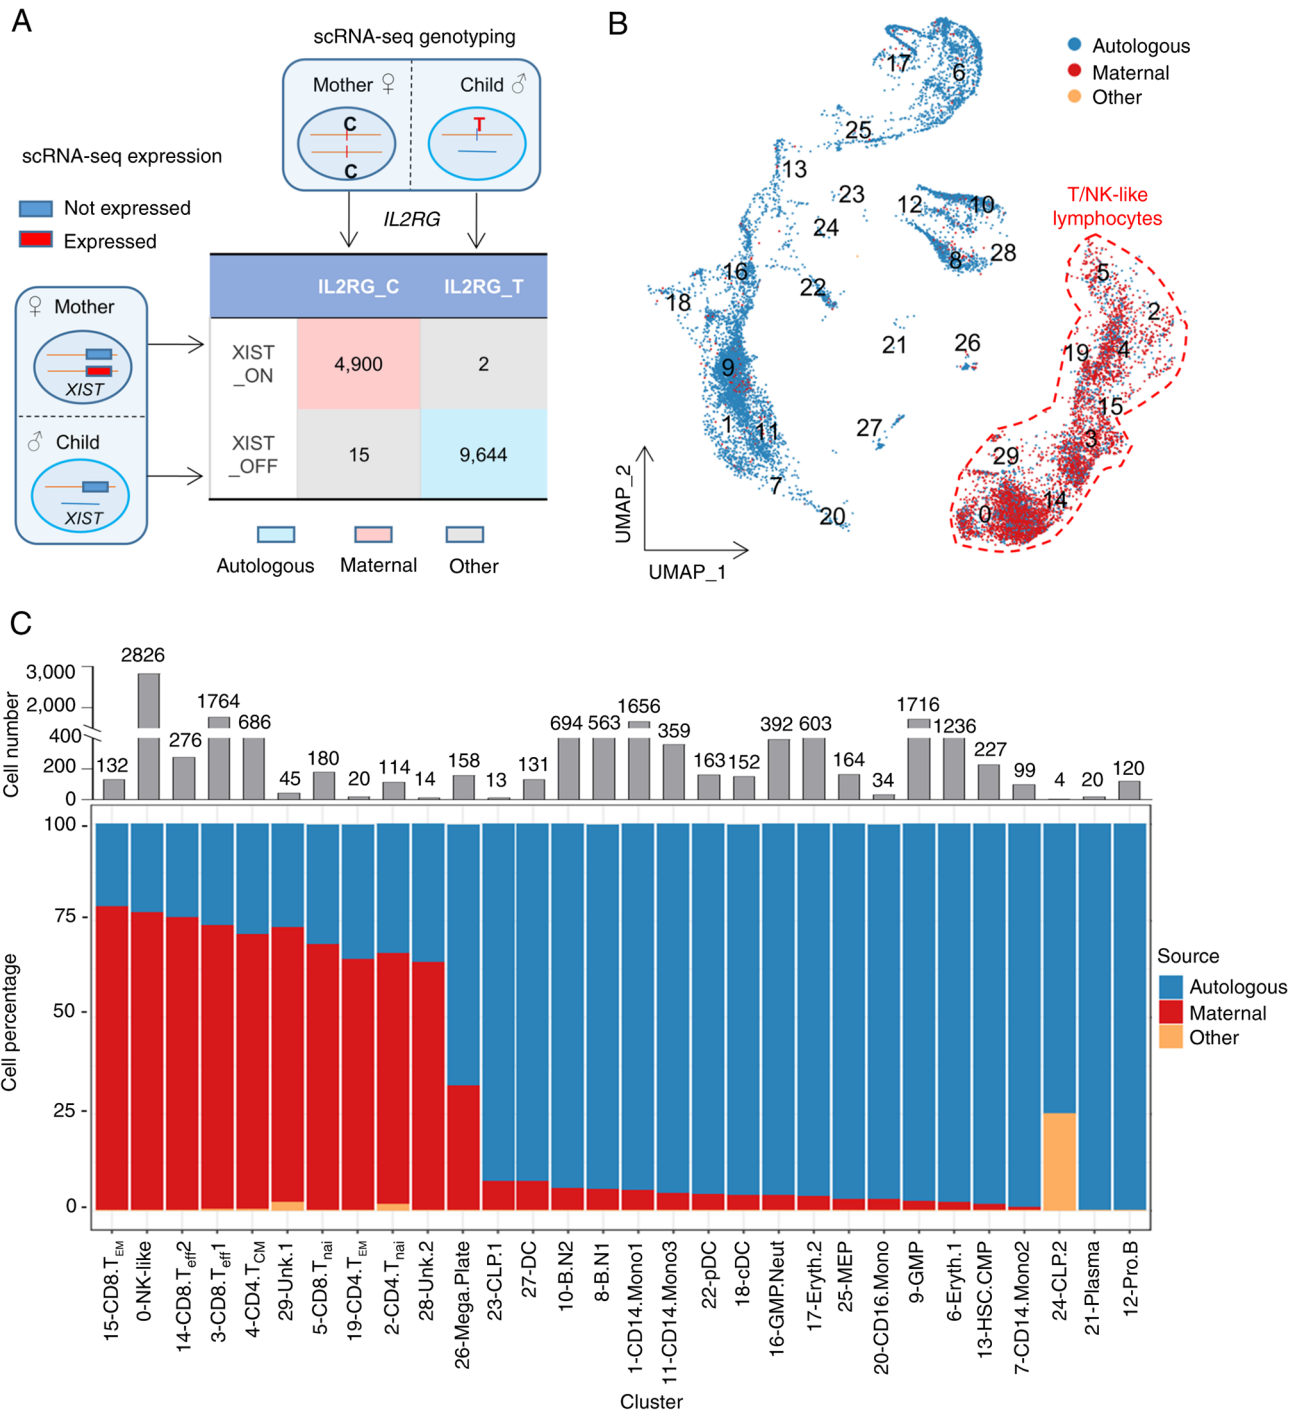 A
scRNA-seq genotyping
Mother ♀
Child ♂
C
C
T
scRNA-seq expression
Not expressed
Expressed
IL2RG
♀ Mother
XIST
♂ Child
XIST
IL2RG_C
IL2RG_T
XIST
_ON
4,900
2
XIST
_OFF
15
9,644
Autologous
Maternal
Other
B
Autologous
Maternal
Other
T/NK-like
lymphocytes
17
6
25
13
23
24
12
10
28
8
16
18
22
21
26
9
1
11
7
20
27
5
2
19
4
15
3
29
14
0
UMAP_2
UMAP_1
C
Cell number
3,000
2,000
400
200
0
132
2826
276
1764
686
45
180
20
114
14
158
13
131
694
563
1656
359
163
152
392
603
164
34
1716
1236
227
99
4
20
120
Cell percentage
100
75
50
25
0
Source
Autologous
Maternal
Other
15-CD8.TEM
0-NK-like
14-CD8.Teff2
3-CD8.Teff1
4-CD4.TCM
29-Unk.1
5-CD8.Tnai
19-CD4.TEM
2-CD4.Tnai
28-Unk.2
26-Mega.Plate
23-CLP.1
27-DC
10-B.N2
8-B.N1
1-CD14.Mono1
11-CD14.Mono3
22-pDC
18-cDC
16-GMP.Neut
17-Eryth.2
25-MEP
20-CD16.Mono
9-GMP
6-Eryth.1
13-HSC.CMP
7-CD14.Mono2
24-CLP.2
21-Plasma
12-Pro.B
Cluster